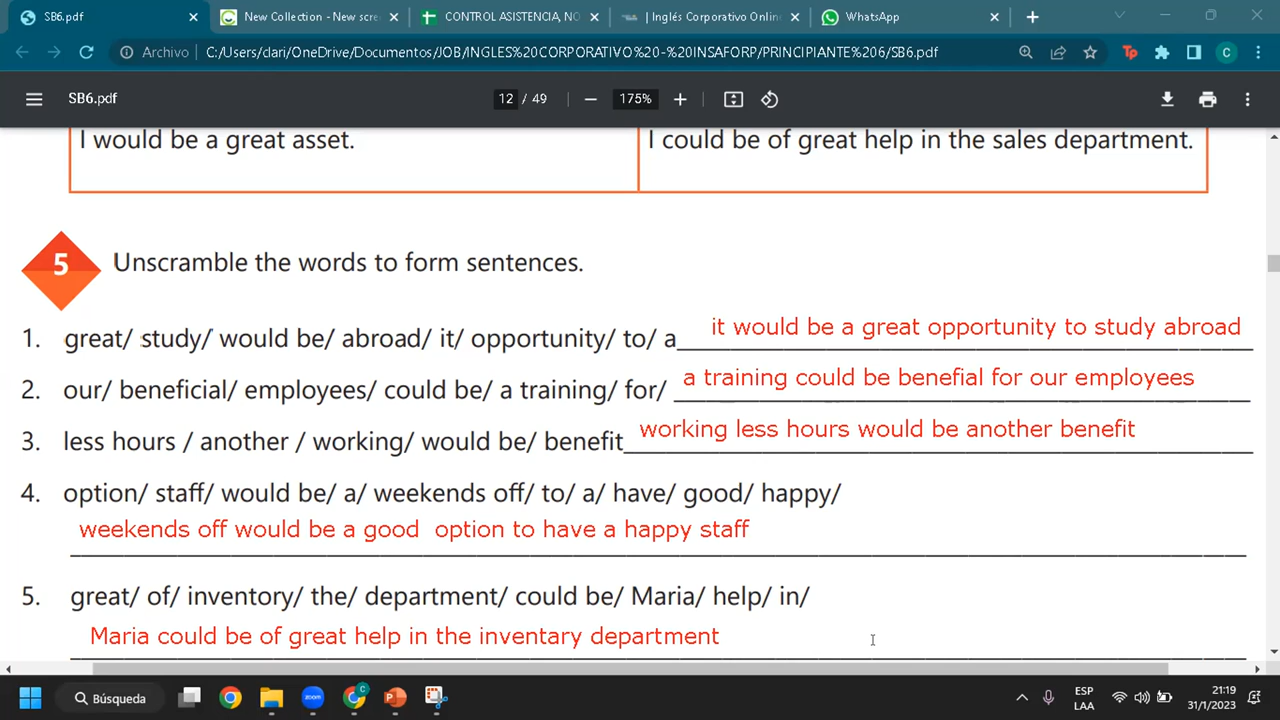 SB6.pdf
New Collection - New scre
CONTROL ASISTENCIA, NO
| Inglés Corporativo Onlin
WhatsApp
Archivo | C:/Users/clari/OneDrive/Documentos/JOB/INGLES%20CORPORATIVO%20-%20INSAFORP/PRINCIPIANTE%206/SB6.pdf
SB6.pdf
12 / 49
175%
I would be a great asset.
I could be of great help in the sales department.
5 Unscramble the words to form sentences.
1. great/ study/ would be/ abroad/ it/ opportunity/ to/ a it would be a great opportunity to study abroad
2. our/ beneficial/ employees/ could be/ a training/ for/ a training could be benefial for our employees
3. less hours / another / working/ would be/ benefit working less hours would be another benefit
4. option/ staff/ would be/ a/ weekends off/ to/ a/ have/ good/ happy/
weekends off would be a good option to have a happy staff
5. great/ of/ inventory/ the/ department/ could be/ Maria/ help/ in/
Maria could be of great help in the inventary department
Búsqueda
ESP
LAA
21:19
31/1/2023